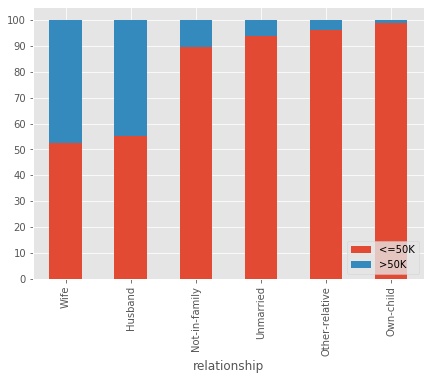 100
90
80
70
60
50
40
30
20
10
0
<=50K
>50K
Wife
Husband
Not-in-family
Unmarried
Other-relative
Own-child
relationship